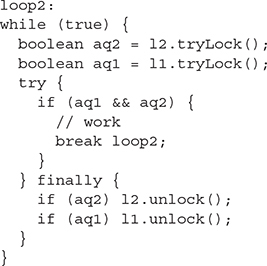 loop2:
while (true) {
  boolean aq2 = l2.tryLock();
  boolean aq1 = l1.tryLock();
  try {
    if (aq1 && aq2) {
      // work
      break loop2;
    }
  } finally {
    if (aq2) l2.unlock();
    if (aq1) l1.unlock();
  }
}